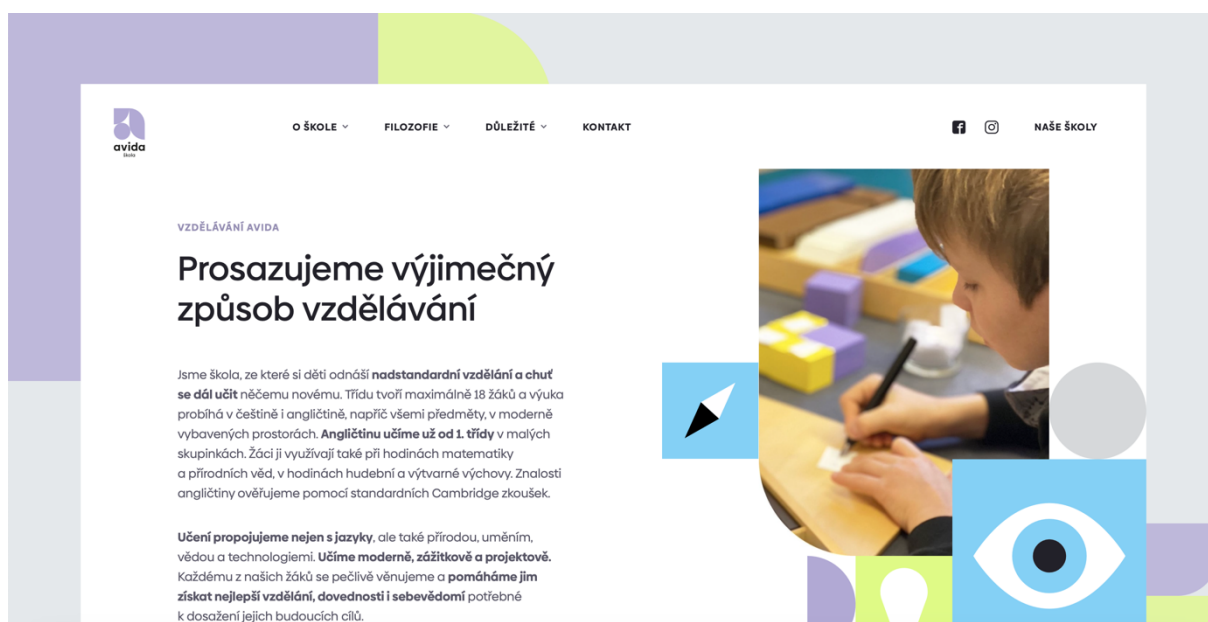 avida
škola
O ŠKOLE
FILOZOFIE
DŮLEŽITÉ
KONTAKT
NAŠE ŠKOLY
VZDĚLÁVÁNÍ AVIDA
Prosazujeme výjimečný
způsob vzdělávání
Jsme škola, ze které si děti odnáší nadstandardní vzdělání a chuť
se dál učit něčemu novému. Třídu tvoří maximálně 18 žáků a výuka
probíhá v češtině i angličtině, napříč všemi předměty, v moderně
vybavených prostorách. Angličtinu učíme už od 1. třídy v malých
skupinkách. Žáci ji využívají také při hodinách matematiky
a přírodních věd, v hodinách hudební a výtvarné výchovy. Znalosti
angličtiny ověřujeme pomocí standardních Cambridge zkoušek.
Učení propojujeme nejen s jazyky, ale také přírodou, uměním,
vědou a technologiemi. Učíme moderně, zážitkově a projektově.
Každému z našich žáků se pečlivě věnujeme a pomáháme jim
získat nejlepší vzdělání, dovednosti i sebevědomí potřebné
k dosažení jejich budoucích cílů.